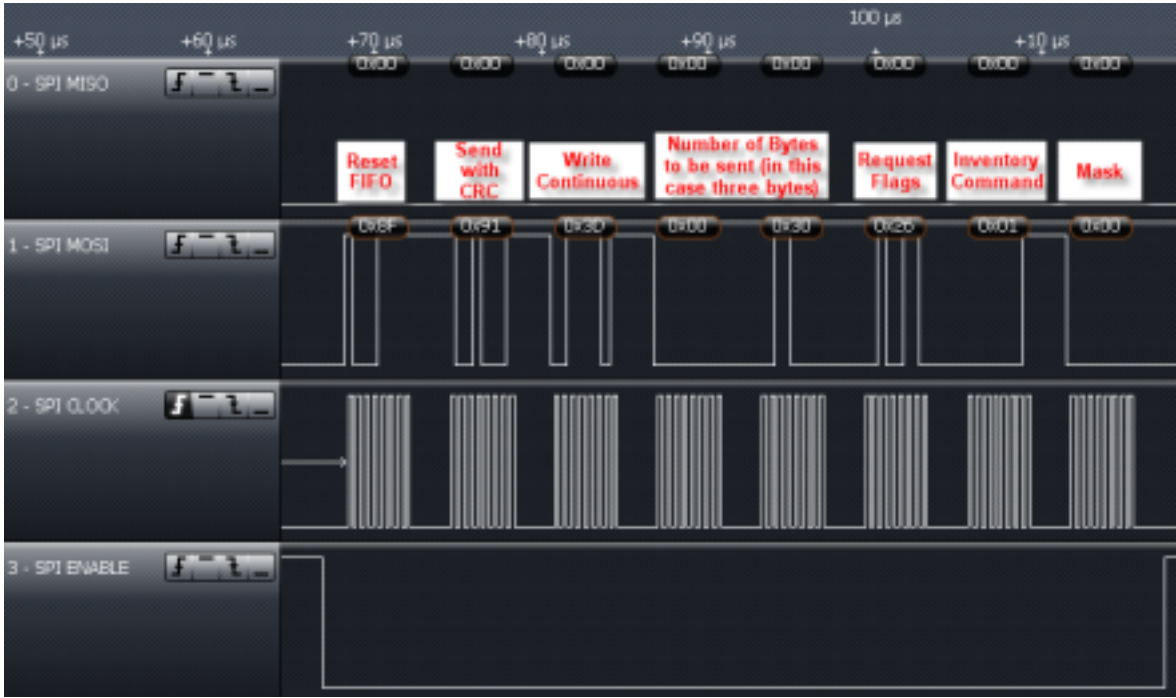 100 µs
+50 µs +60 µs +70 µs +80 µs +90 µs +10 µs
0x00 0x00 0x00 0x00 0x00 0x00 0x00 0x00
0 - SPI MISO
Reset
FIFO
Send
with
CRC
Write
Continuous
Number of Bytes
to be sent (in this
case three bytes)
Request
Flags
Inventory
Command
Mask
0x8F 0x91 0x3D 0x00 0x30 0x26 0x01 0x00
1 - SPI MOSI
2 - SPI CLOCK
3 - SPI ENABLE